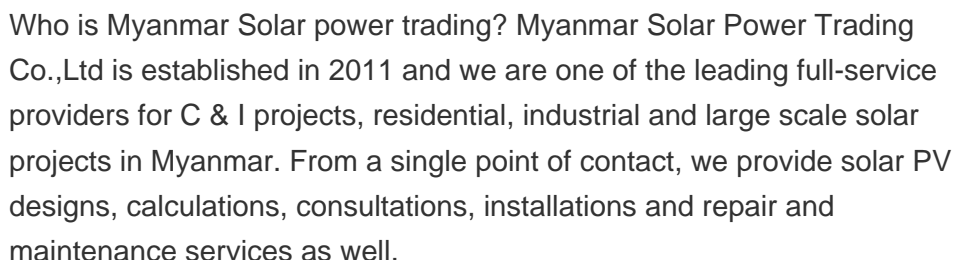 Who is Myanmar Solar power trading? Myanmar Solar Power Trading
Co.,Ltd is established in 2011 and we are one of the leading full-service
providers for C & I projects, residential, industrial and large scale solar
projects in Myanmar. From a single point of contact, we provide solar PV
designs, calculations, consultations, installations and repair and
maintenance services as well.